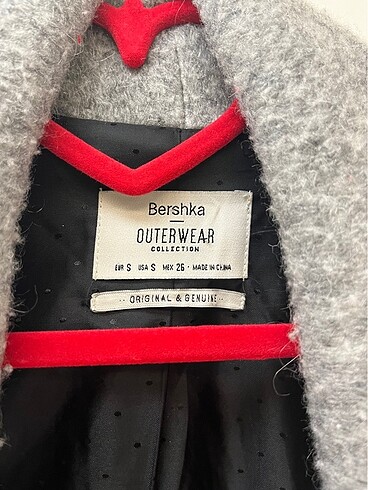 Bershka
OUTERWEAR
COLLECTION
EUR S USA S MEX 26 · MADE IN CHINA
·· ORIGINAL & GENUINE ··